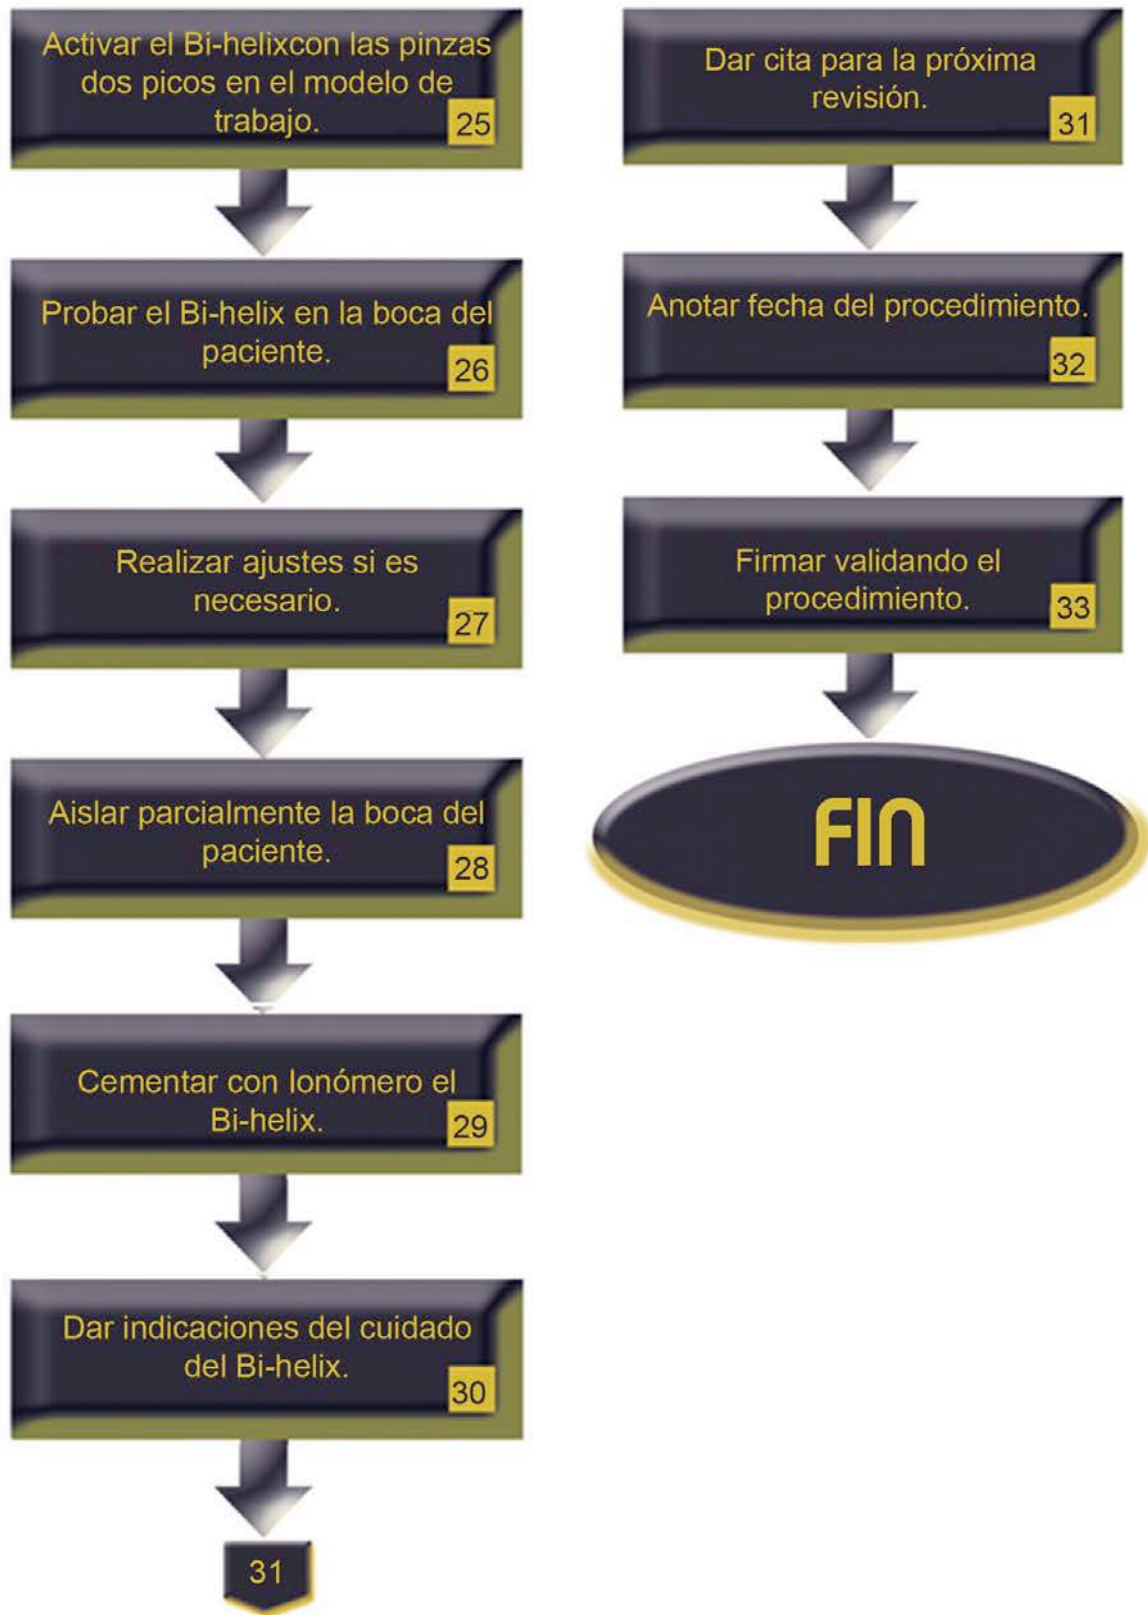 Activar el Bi-helixcon las pinzas
dos picos en el modelo de
trabajo.
25
Probar el Bi-helix en la boca del
paciente.
26
Realizar ajustes si es
necesario.
27
Aislar parcialmente la boca del
paciente.
28
Cementar con Ionómero el
Bi-helix.
29
Dar indicaciones del cuidado
del Bi-helix.
30
31
Dar cita para la próxima
revisión.
31
Anotar fecha del procedimiento.
32
Firmar validando el
procedimiento.
33
FIN